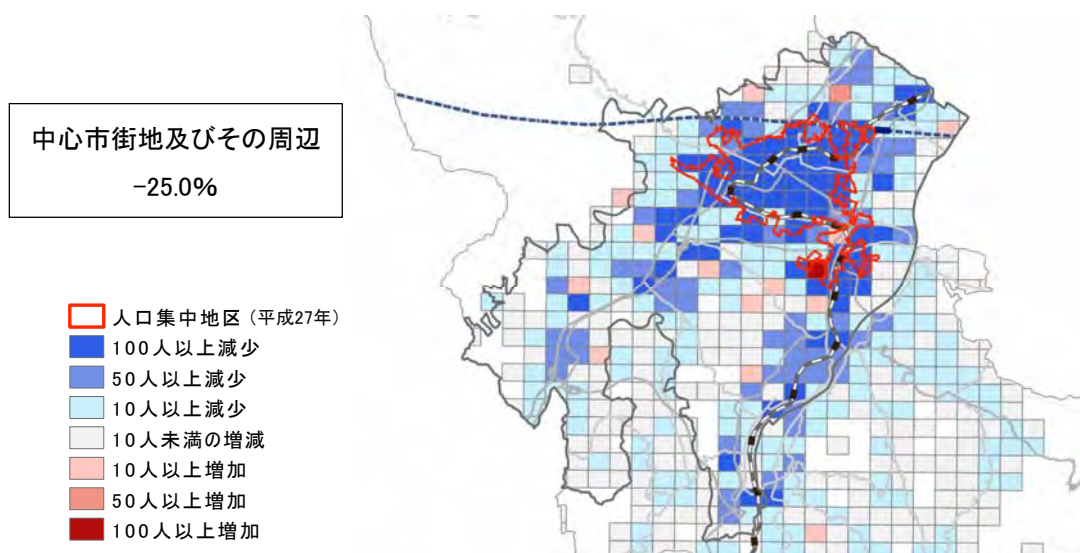 中心市街地及びその周辺
-25.0%
人口集中地区（平成27年）
100人以上減少
50人以上減少
10人以上減少
10人未満の増減
10人以上増加
50人以上増加
100人以上増加